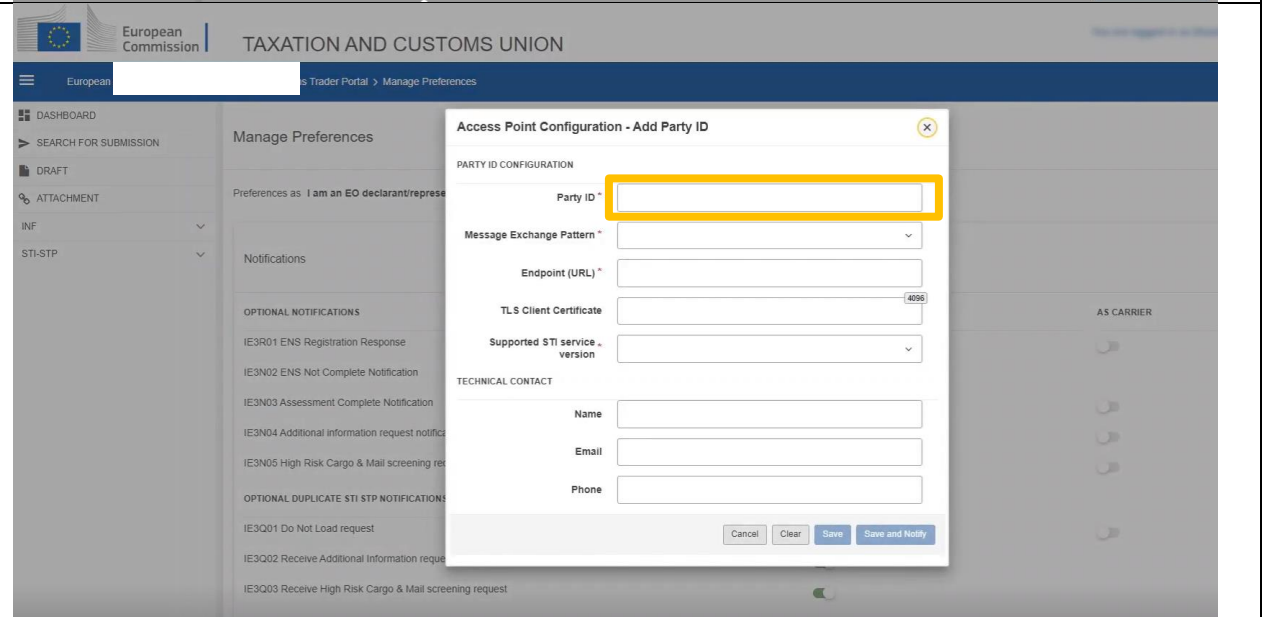 European
Commission
TAXATION AND CUSTOMS UNION
European
s Trader Portal > Manage Preferences
DASHBOARD
SEARCH FOR SUBMISSION
DRAFT
ATTACHMENT
INF
STI-STP
Manage Preferences
Preferences as I am an EO declarant/represe
Notifications
OPTIONAL NOTIFICATIONS
AS CARRIER
IE3R01 ENS Registration Response
IE3N02 ENS Not Complete Notification
IE3N03 Assessment Complete Notification
IE3N04 Additional information request notifica
IE3N05 High Risk Cargo & Mail screening rec
OPTIONAL DUPLICATE STI STP NOTIFICATIONS
IE3Q01 Do Not Load request
IE3Q02 Receive Additional Information reque
IE3Q03 Receive High Risk Cargo & Mail screening request
Access Point Configuration - Add Party ID
PARTY ID CONFIGURATION
Party ID *
Message Exchange Pattern *
Endpoint (URL) *
4096
TLS Client Certificate
Supported STI service *
version
TECHNICAL CONTACT
Name
Email
Phone
Cancel Clear Save Save and Notify